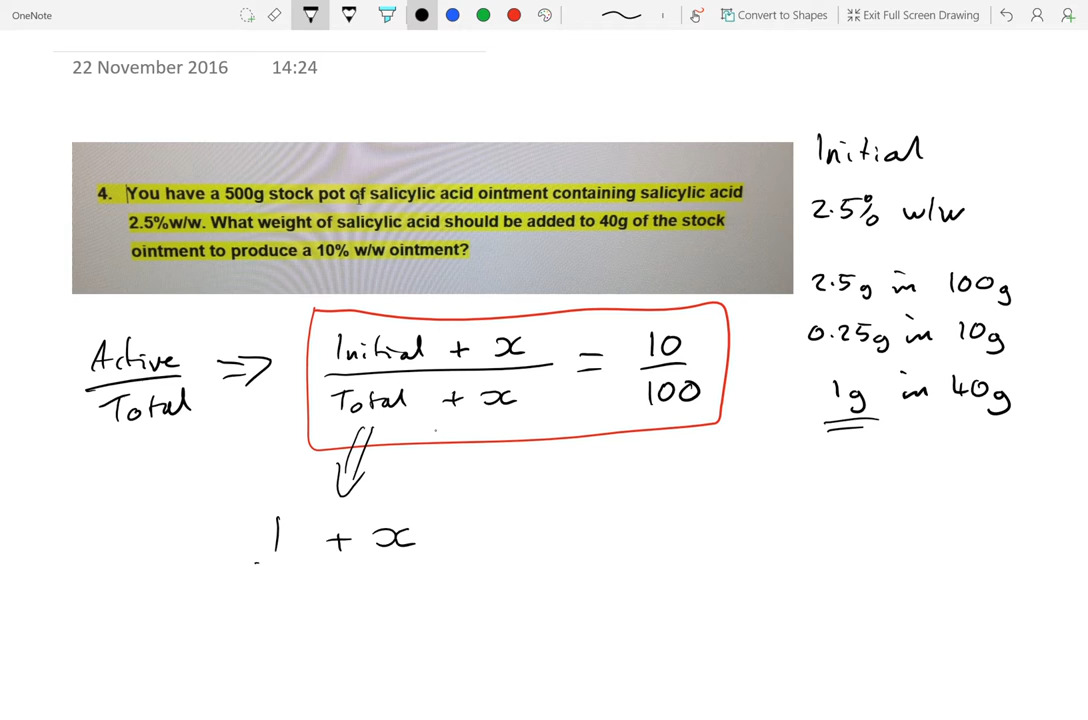 OneNote
Convert to Shapes
Exit Full Screen Drawing
22 November 2016 14:24
4. You have a 500g stock pot of salicylic acid ointment containing salicylic acid
2.5%w/w. What weight of salicylic acid should be added to 40g of the stock
ointment to produce a 10% w/w ointment?
Initial
2.5% w/w
2.5g in 100g
0.25g in 10g
1g in 40g
Active
Total
⇒
Initial + x
Total + x
=
10
100
⇓
1 + x